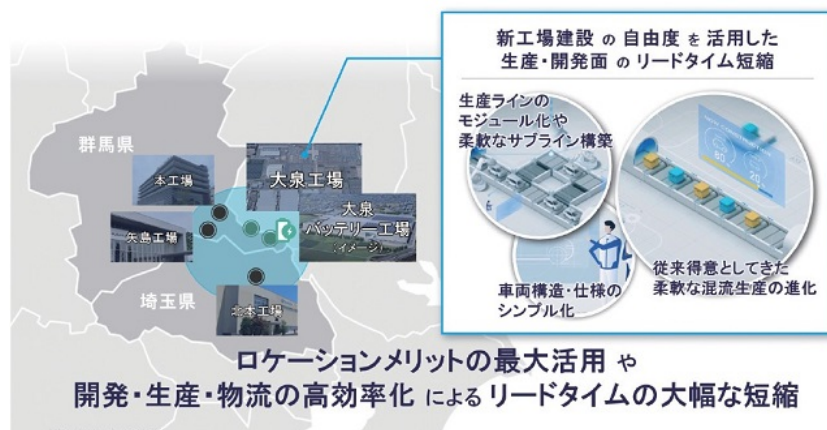 新工場建設 の 自由度 を 活用した
生産・開発面 のリードタイム短縮
生産ラインの
モジュール化や
柔軟なサブライン構築
車両構造・仕様の
シンプル化
従来得意としてきた
柔軟な混流生産の進化
群馬県
本工場
大泉工場
矢島工場
大泉
バッテリー工場
(イメージ)
埼玉県
北本工場
ロケーションメリットの最大活用 や
開発・生産・物流の高効率化 による リードタイムの大幅な短縮